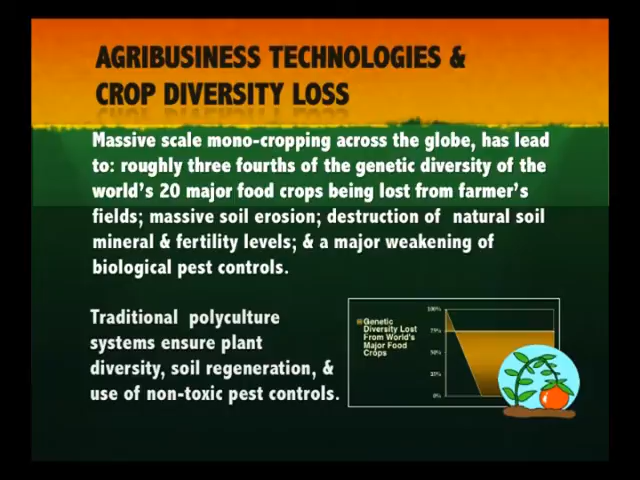 AGRIBUSINESS TECHNOLOGIES &
CROP DIVERSITY LOSS
Massive scale mono-cropping across the globe, has lead
to: roughly three fourths of the genetic diversity of the
world's 20 major food crops being lost from farmer's
fields; massive soil erosion; destruction of natural soil
mineral & fertility levels; & a major weakening of
biological pest controls.
Traditional polyculture
systems ensure plant
diversity, soil regeneration, &
use of non-toxic pest controls.
Genetic
Diversity Lost
From World's
Major Food
Crops
100%
75%
50%
25%
0%